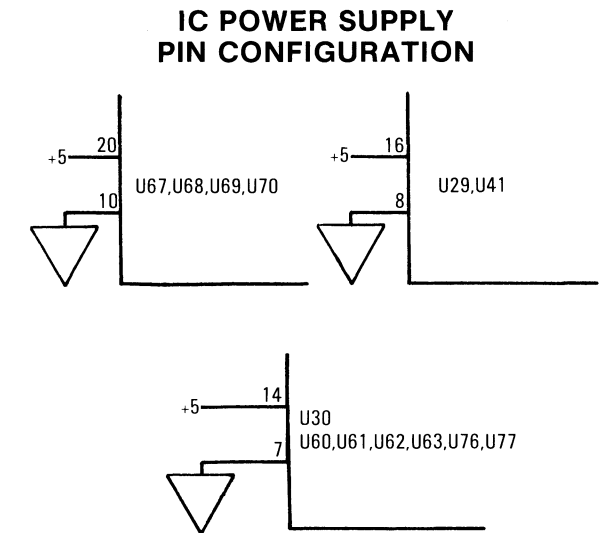 IC POWER SUPPLY
PIN CONFIGURATION
20
+5
U67,U68,U69,U70
10
16
+5
U29,U41
8
14
+5
U30
U60,U61,U62,U63,U76,U77
7